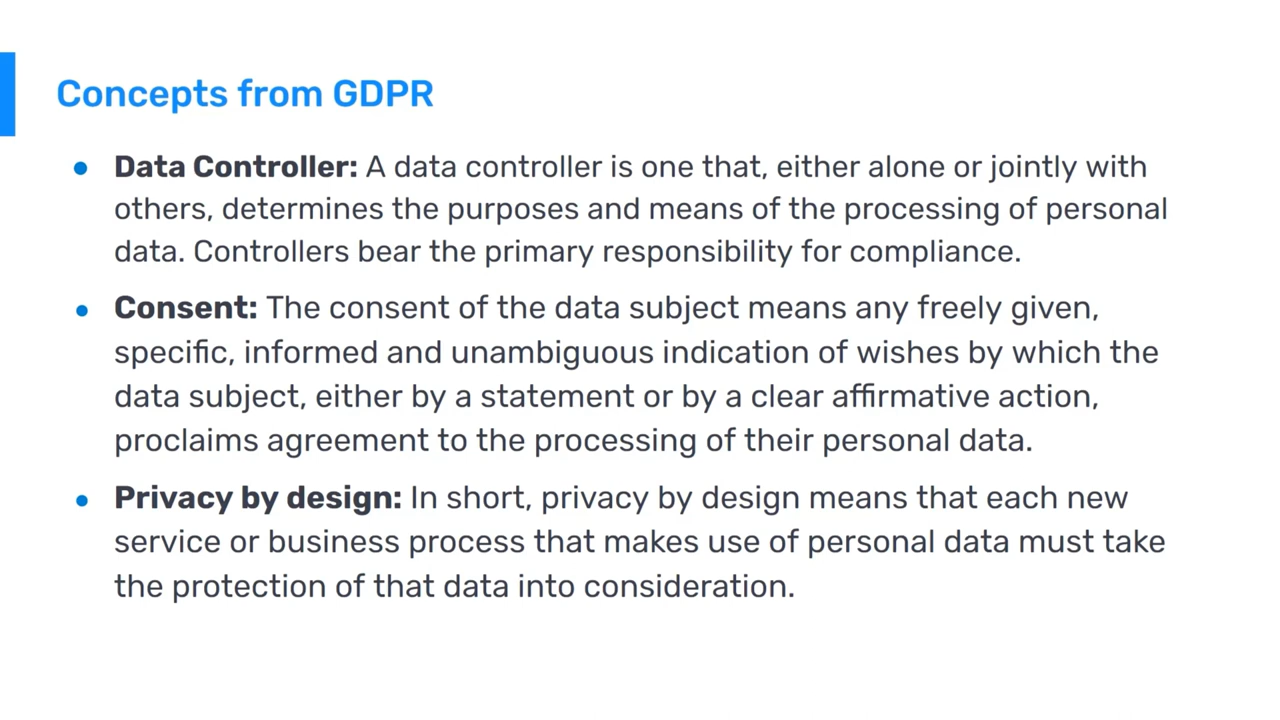 Concepts from GDPR
• Data Controller: A data controller is one that, either alone or jointly with
others, determines the purposes and means of the processing of personal
data. Controllers bear the primary responsibility for compliance.
• Consent: The consent of the data subject means any freely given,
specific, informed and unambiguous indication of wishes by which the
data subject, either by a statement or by a clear affirmative action,
proclaims agreement to the processing of their personal data.
• Privacy by design: In short, privacy by design means that each new
service or business process that makes use of personal data must take
the protection of that data into consideration.